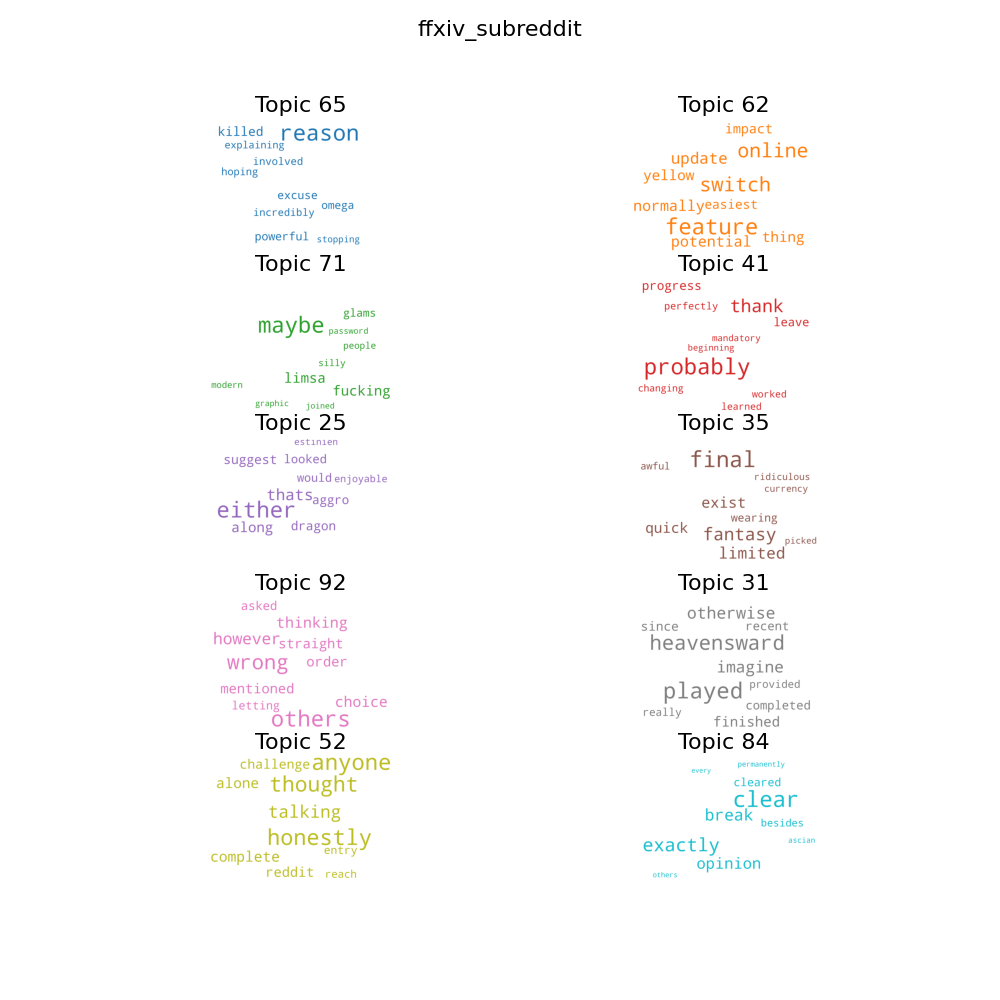 ffxiv_subreddit
Topic 65
killed reason
explaining
involved
hoping
excuse
omega
incredibly
powerful stopping
Topic 62
impact
online
update
yellow
switch
normally easiest
feature
thing
potential
Topic 71
glams
maybe
password
people
silly
limsa
modern
fucking
graphic
joined
Topic 41
progress
perfectly thank
leave
mandatory
beginning
probably
changing
worked
learned
Topic 25
estinien
suggest looked
would enjoyable
thats
aggro
either
along dragon
Topic 35
final
awful
ridiculous
currency
exist
wearing
quick
fantasy
picked
limited
Topic 92
asked
thinking
however
straight
wrong order
mentioned
letting
choice
others
Topic 31
otherwise
since recent
heavensward
imagine
played provided
completed
really
finished
Topic 52
challenge anyone
alone thought
talking
honestly
entry
complete
reddit reach
Topic 84
permanently
every
cleared
clear
break
besides
ascian
exactly
opinion
others